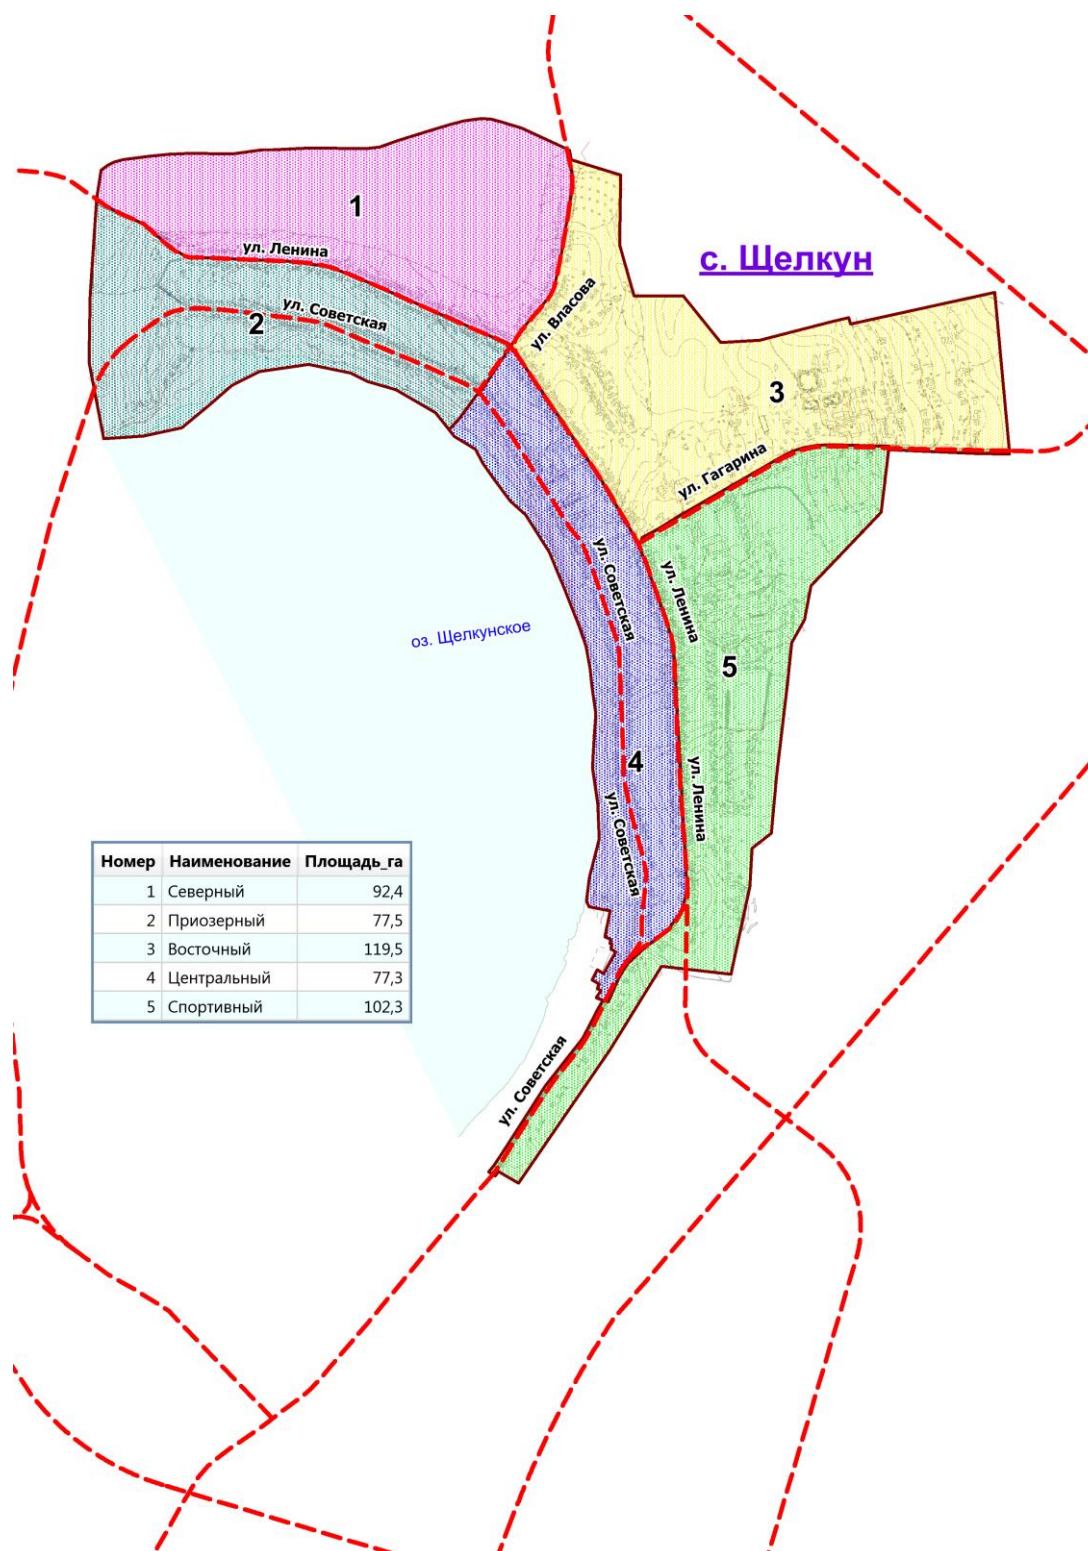 1
ул. Ленина
с. Щелкун
ул. Советская
2
ул. Власова
3
ул. Гагарина
ул. Советская
ул. Ленина
оз. Щелкунское
5
4
ул. Ленина
ул. Советская
Номер Наименование Площадь_га
1 Северный 92,4
2 Приозерный 77,5
3 Восточный 119,5
4 Центральный 77,3
5 Спортивный 102,3
ул. Советская